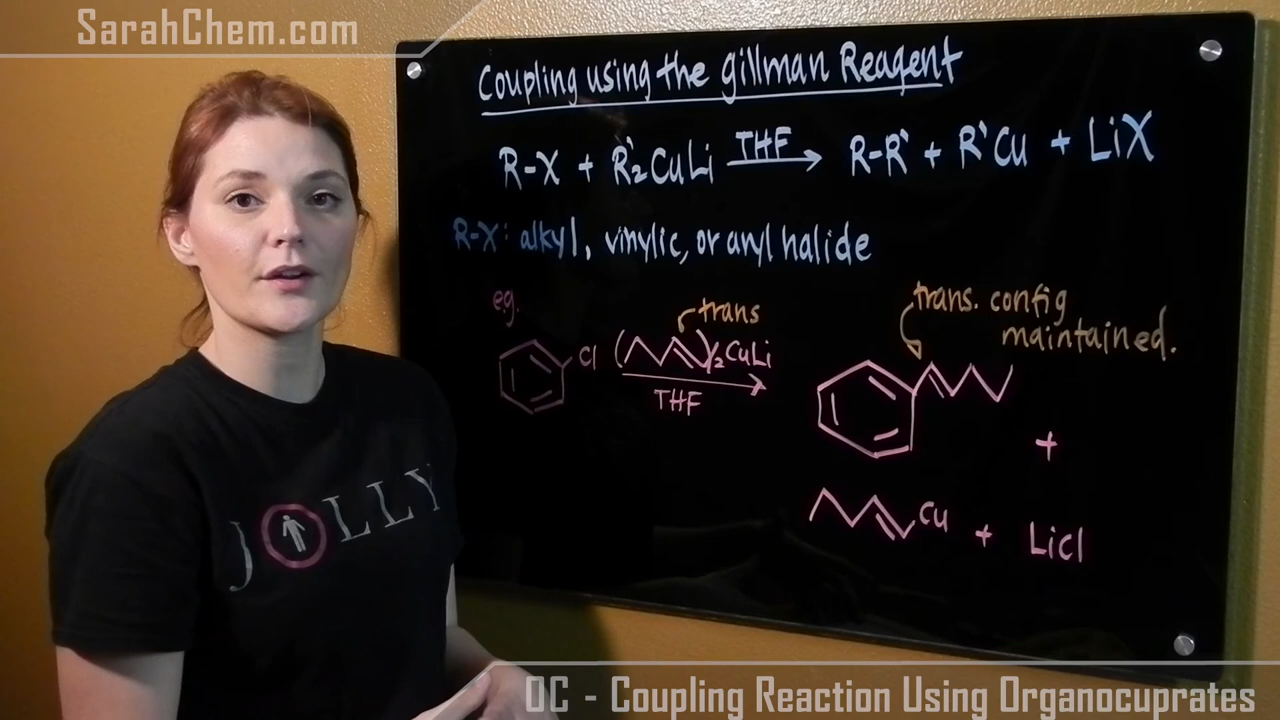 SarahChem.com
Coupling using the gillman Reagent
R-X + R`2CuLi THF R-R` + R`Cu + LiX
R-X: alkyl, vinylic, or aryl halide
e.g.
trans
trans. config
maintained.
Cl ( )2CuLi
THF
+
Cu + LiCl
JOLLY
OC - Coupling Reaction Using Organocuprates